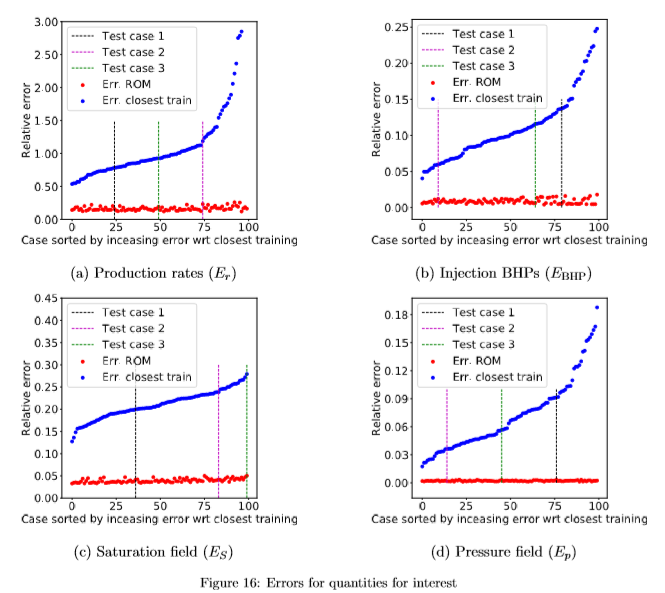 3.00
2.50
2.00
1.50
1.00
0.50
0.00
Relative error
Test case 1
Test case 2
Test case 3
Err. ROM
Err. closest train
0
25
50
75
100
Case sorted by inceasing error wrt closest training
(a) Production rates (E_r)
0.25
0.20
0.15
0.10
0.05
0.00
Relative error
Test case 1
Test case 2
Test case 3
Err. ROM
Err. closest train
0
25
50
75
100
Case sorted by inceasing error wrt closest training
(b) Injection BHPs (E_BHP)
0.45
0.40
0.35
0.30
0.25
0.20
0.15
0.10
0.05
0.00
Relative error
Test case 1
Test case 2
Test case 3
Err. ROM
Err. closest train
0
25
50
75
100
Case sorted by inceasing error wrt closest training
(c) Saturation field (E_S)
0.18
0.15
0.12
0.09
0.06
0.03
0.00
Relative error
Test case 1
Test case 2
Test case 3
Err. ROM
Err. closest train
0
25
50
75
100
Case sorted by inceasing error wrt closest training
(d) Pressure field (E_p)
Figure 16: Errors for quantities for interest